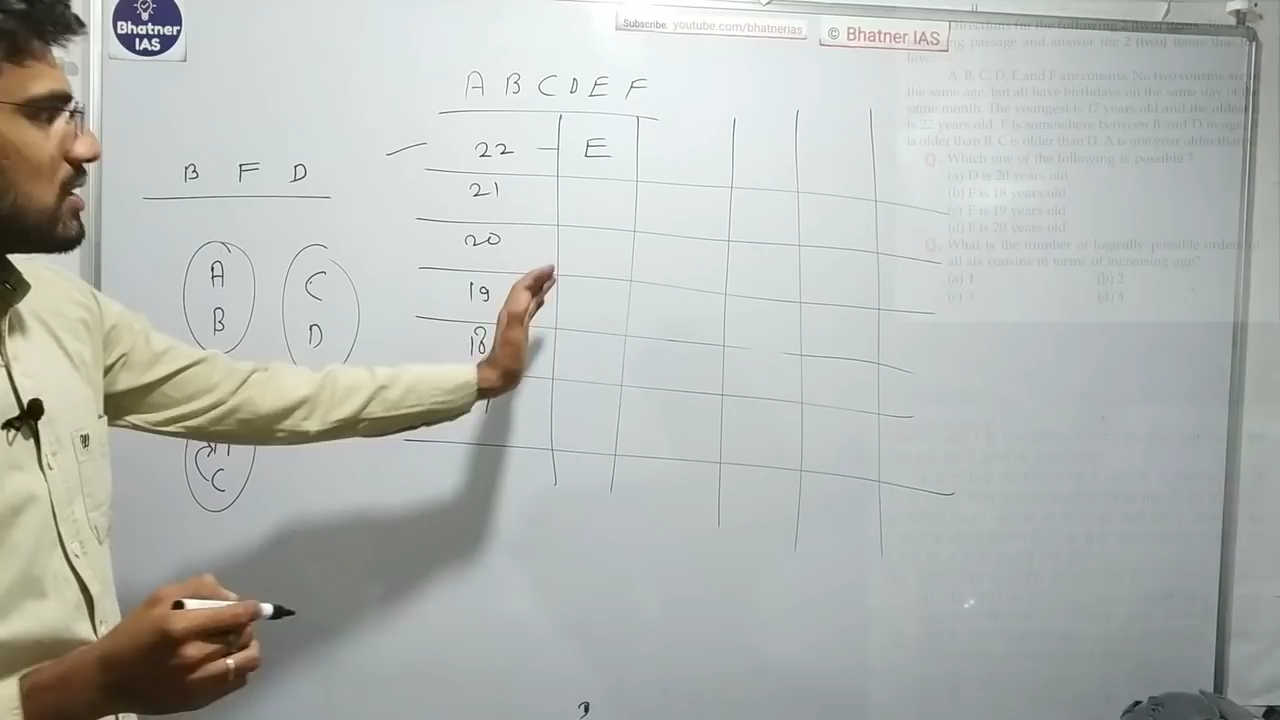 Bhatner
IAS
Subscribe: youtube.com/bhatnerias
© Bhatner IAS
Directions for the following 2 (two) items:
passage and answer the 2 (two) items that
A, B, C, D, E and F are cousins. No two cousins are of
the same age, but all have birthdays on the same day of the
same month. The youngest is 17 years old and the oldest
is 22 years old. F is somewhere between B and D in age.
is older than B. C is older than D. A is one year older than
Q. Which one of the following is possible ?
(a) D is 20 years old
(b) F is 18 years old
(c) F is 19 years old
(d) F is 20 years old
Q. What is the number of logically possible orders of
all six cousins in terms of increasing age?
(a) 1 (b) 2
(c) 3 (d) 4
A B C D E F
22 — E
21
20
19
18
B F D
A
B
C
D
C